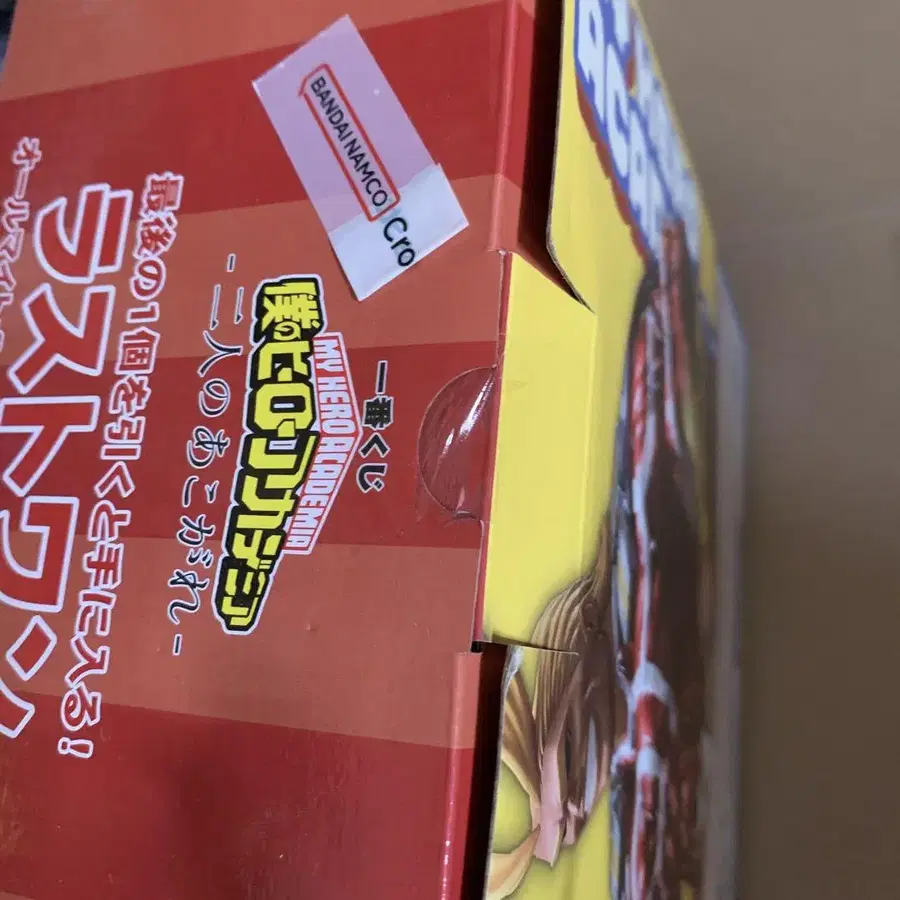 一番くじ
MY HERO ACADEMIA
僕のヒーローアカデミア
-二人のあこがれ-
最後の1個を引くと手に入る!
ラストワン
BANDAI NAMCO Cro